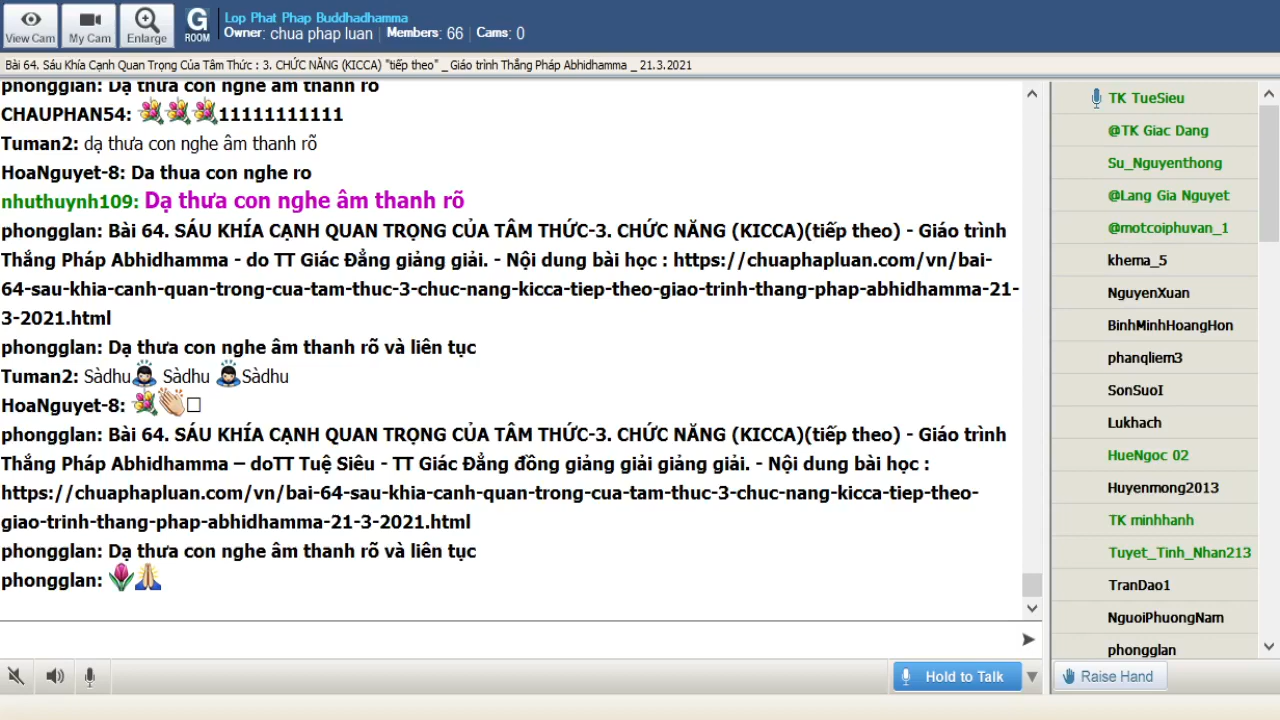 View Cam
My Cam
Enlarge
G
ROOM
Lop Phat Phap Buddhadhamma
Owner: chua phap luan | Members: 66 | Cams: 0
Bài 64. Sáu Khía Cạnh Quan Trọng Của Tâm Thức : 3. CHỨC NĂNG (KICCA) "tiếp theo" _ Giáo trình Thắng Pháp Abhidhamma _ 21.3.2021
phongglan: Dạ thưa con nghe âm thanh rõ
CHAUPHAN54: 💐💐💐11111111111
Tuman2: dạ thưa con nghe âm thanh rõ
HoaNguyet-8: Da thua con nghe ro
nhuthuynh109: Dạ thưa con nghe âm thanh rõ
phongglan: Bài 64. SÁU KHÍA CẠNH QUAN TRỌNG CỦA TÂM THỨC-3. CHỨC NĂNG (KICCA)(tiếp theo) - Giáo trình
Thắng Pháp Abhidhamma - do TT Giác Đẳng giảng giải. - Nội dung bài học : https://chuaphapluan.com/vn/bai-
64-sau-khia-canh-quan-trong-cua-tam-thuc-3-chuc-nang-kicca-tiep-theo-giao-trinh-thang-phap-abhidhamma-21-
3-2021.html
phongglan: Dạ thưa con nghe âm thanh rõ và liên tục
Tuman2: Sàdhu🙇 Sàdhu 🙇Sàdhu
HoaNguyet-8: 💐👏□
phongglan: Bài 64. SÁU KHÍA CẠNH QUAN TRỌNG CỦA TÂM THỨC-3. CHỨC NĂNG (KICCA)(tiếp theo) - Giáo trình
Thắng Pháp Abhidhamma – doTT Tuệ Siêu - TT Giác Đẳng đồng giảng giải giảng giải. - Nội dung bài học :
https://chuaphapluan.com/vn/bai-64-sau-khia-canh-quan-trong-cua-tam-thuc-3-chuc-nang-kicca-tiep-theo-
giao-trinh-thang-phap-abhidhamma-21-3-2021.html
phongglan: Dạ thưa con nghe âm thanh rõ và liên tục
phongglan: 🌷🙏
Hold to Talk
TK TueSieu
@TK Giac Dang
Su_Nguyenthong
@Lang Gia Nguyet
@motcoiphuvan_1
khema_5
NguyenXuan
BinhMinhHoangHon
phanqliem3
SonSuoI
Lukhach
HueNgoc 02
Huyenmong2013
TK minhhanh
Tuyet_Tinh_Nhan213
TranDao1
NguoiPhuongNam
phongglan
Raise Hand